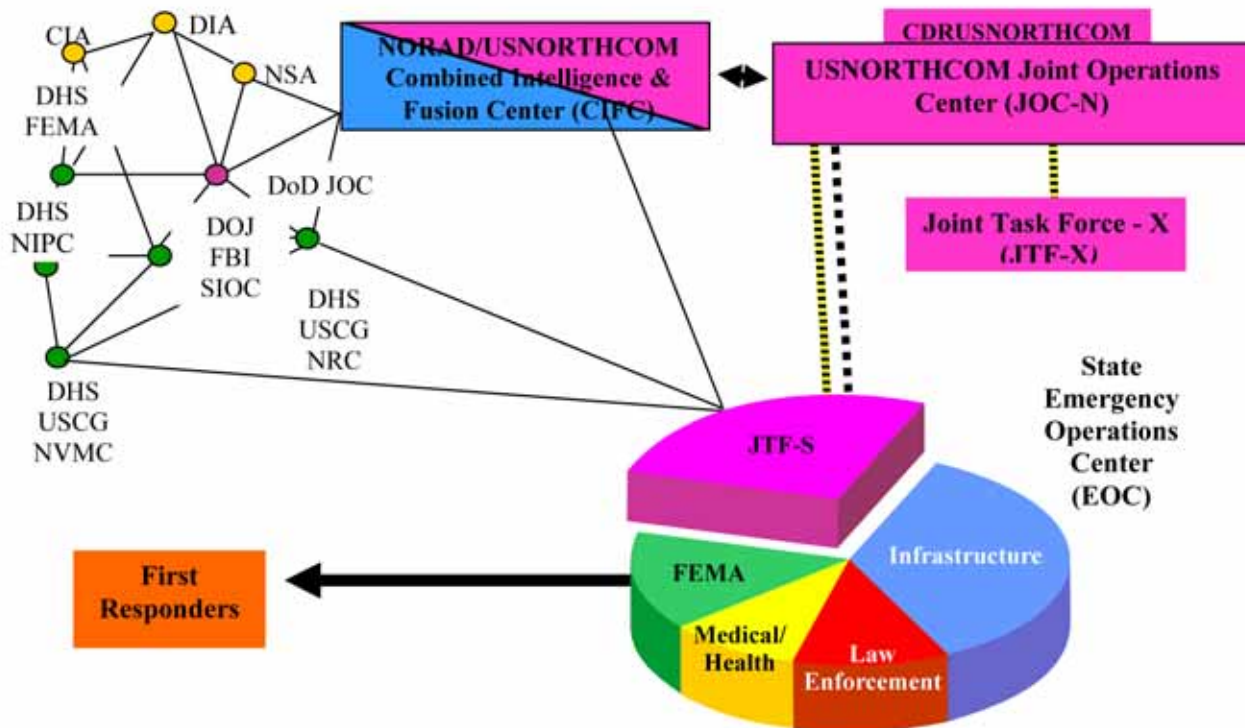 CIA
DIA
NSA
DHS
FEMA
DHS
NIPC
DOJ
FBI
SIOC
DoD JOC
DHS
USCG
NRC
DHS
USCG
NVMC
NORAD/USNORTHCOM
Combined Intelligence &
Fusion Center (CIFC)
CDRUSNORTHCOM
USNORTHCOM Joint Operations
Center (JOC-N)
Joint Task Force - X
(JTF-X)
State
Emergency
Operations
Center
(EOC)
JTF-S
Infrastructure
FEMA
Medical/
Health
Law
Enforcement
First
Responders